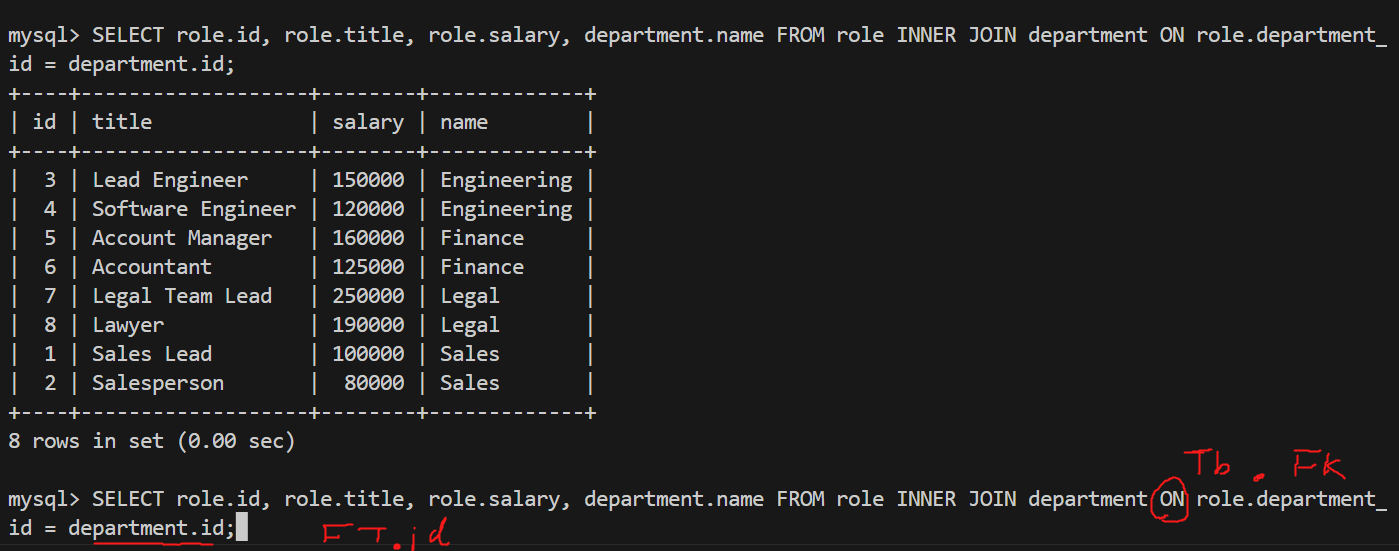 mysql> SELECT role.id, role.title, role.salary, department.name FROM role INNER JOIN department ON role.department_
id = department.id;
+----+-------------------+--------+-------------+
| id | title             | salary | name        |
+----+-------------------+--------+-------------+
|  3 | Lead Engineer     | 150000 | Engineering |
|  4 | Software Engineer | 120000 | Engineering |
|  5 | Account Manager   | 160000 | Finance     |
|  6 | Accountant        | 125000 | Finance     |
|  7 | Legal Team Lead   | 250000 | Legal       |
|  8 | Lawyer            | 190000 | Legal       |
|  1 | Sales Lead        | 100000 | Sales       |
|  2 | Salesperson       |  80000 | Sales       |
+----+-------------------+--------+-------------+
8 rows in set (0.00 sec)
Tb . Fk
mysql> SELECT role.id, role.title, role.salary, department.name FROM role INNER JOIN department ON role.department_
id = department.id;
FT.id